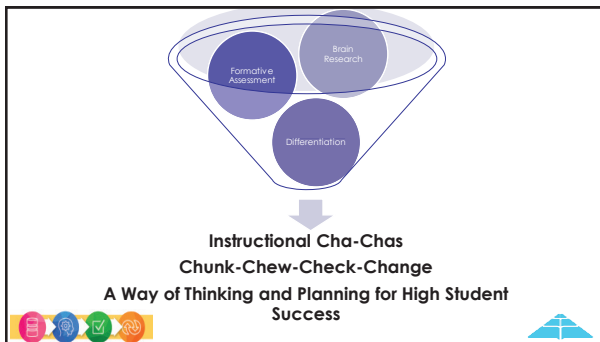 Brain
Research
Formative
Assessment
Differentiation
Instructional Cha-Chas
Chunk-Chew-Check-Change
A Way of Thinking and Planning for High Student
Success